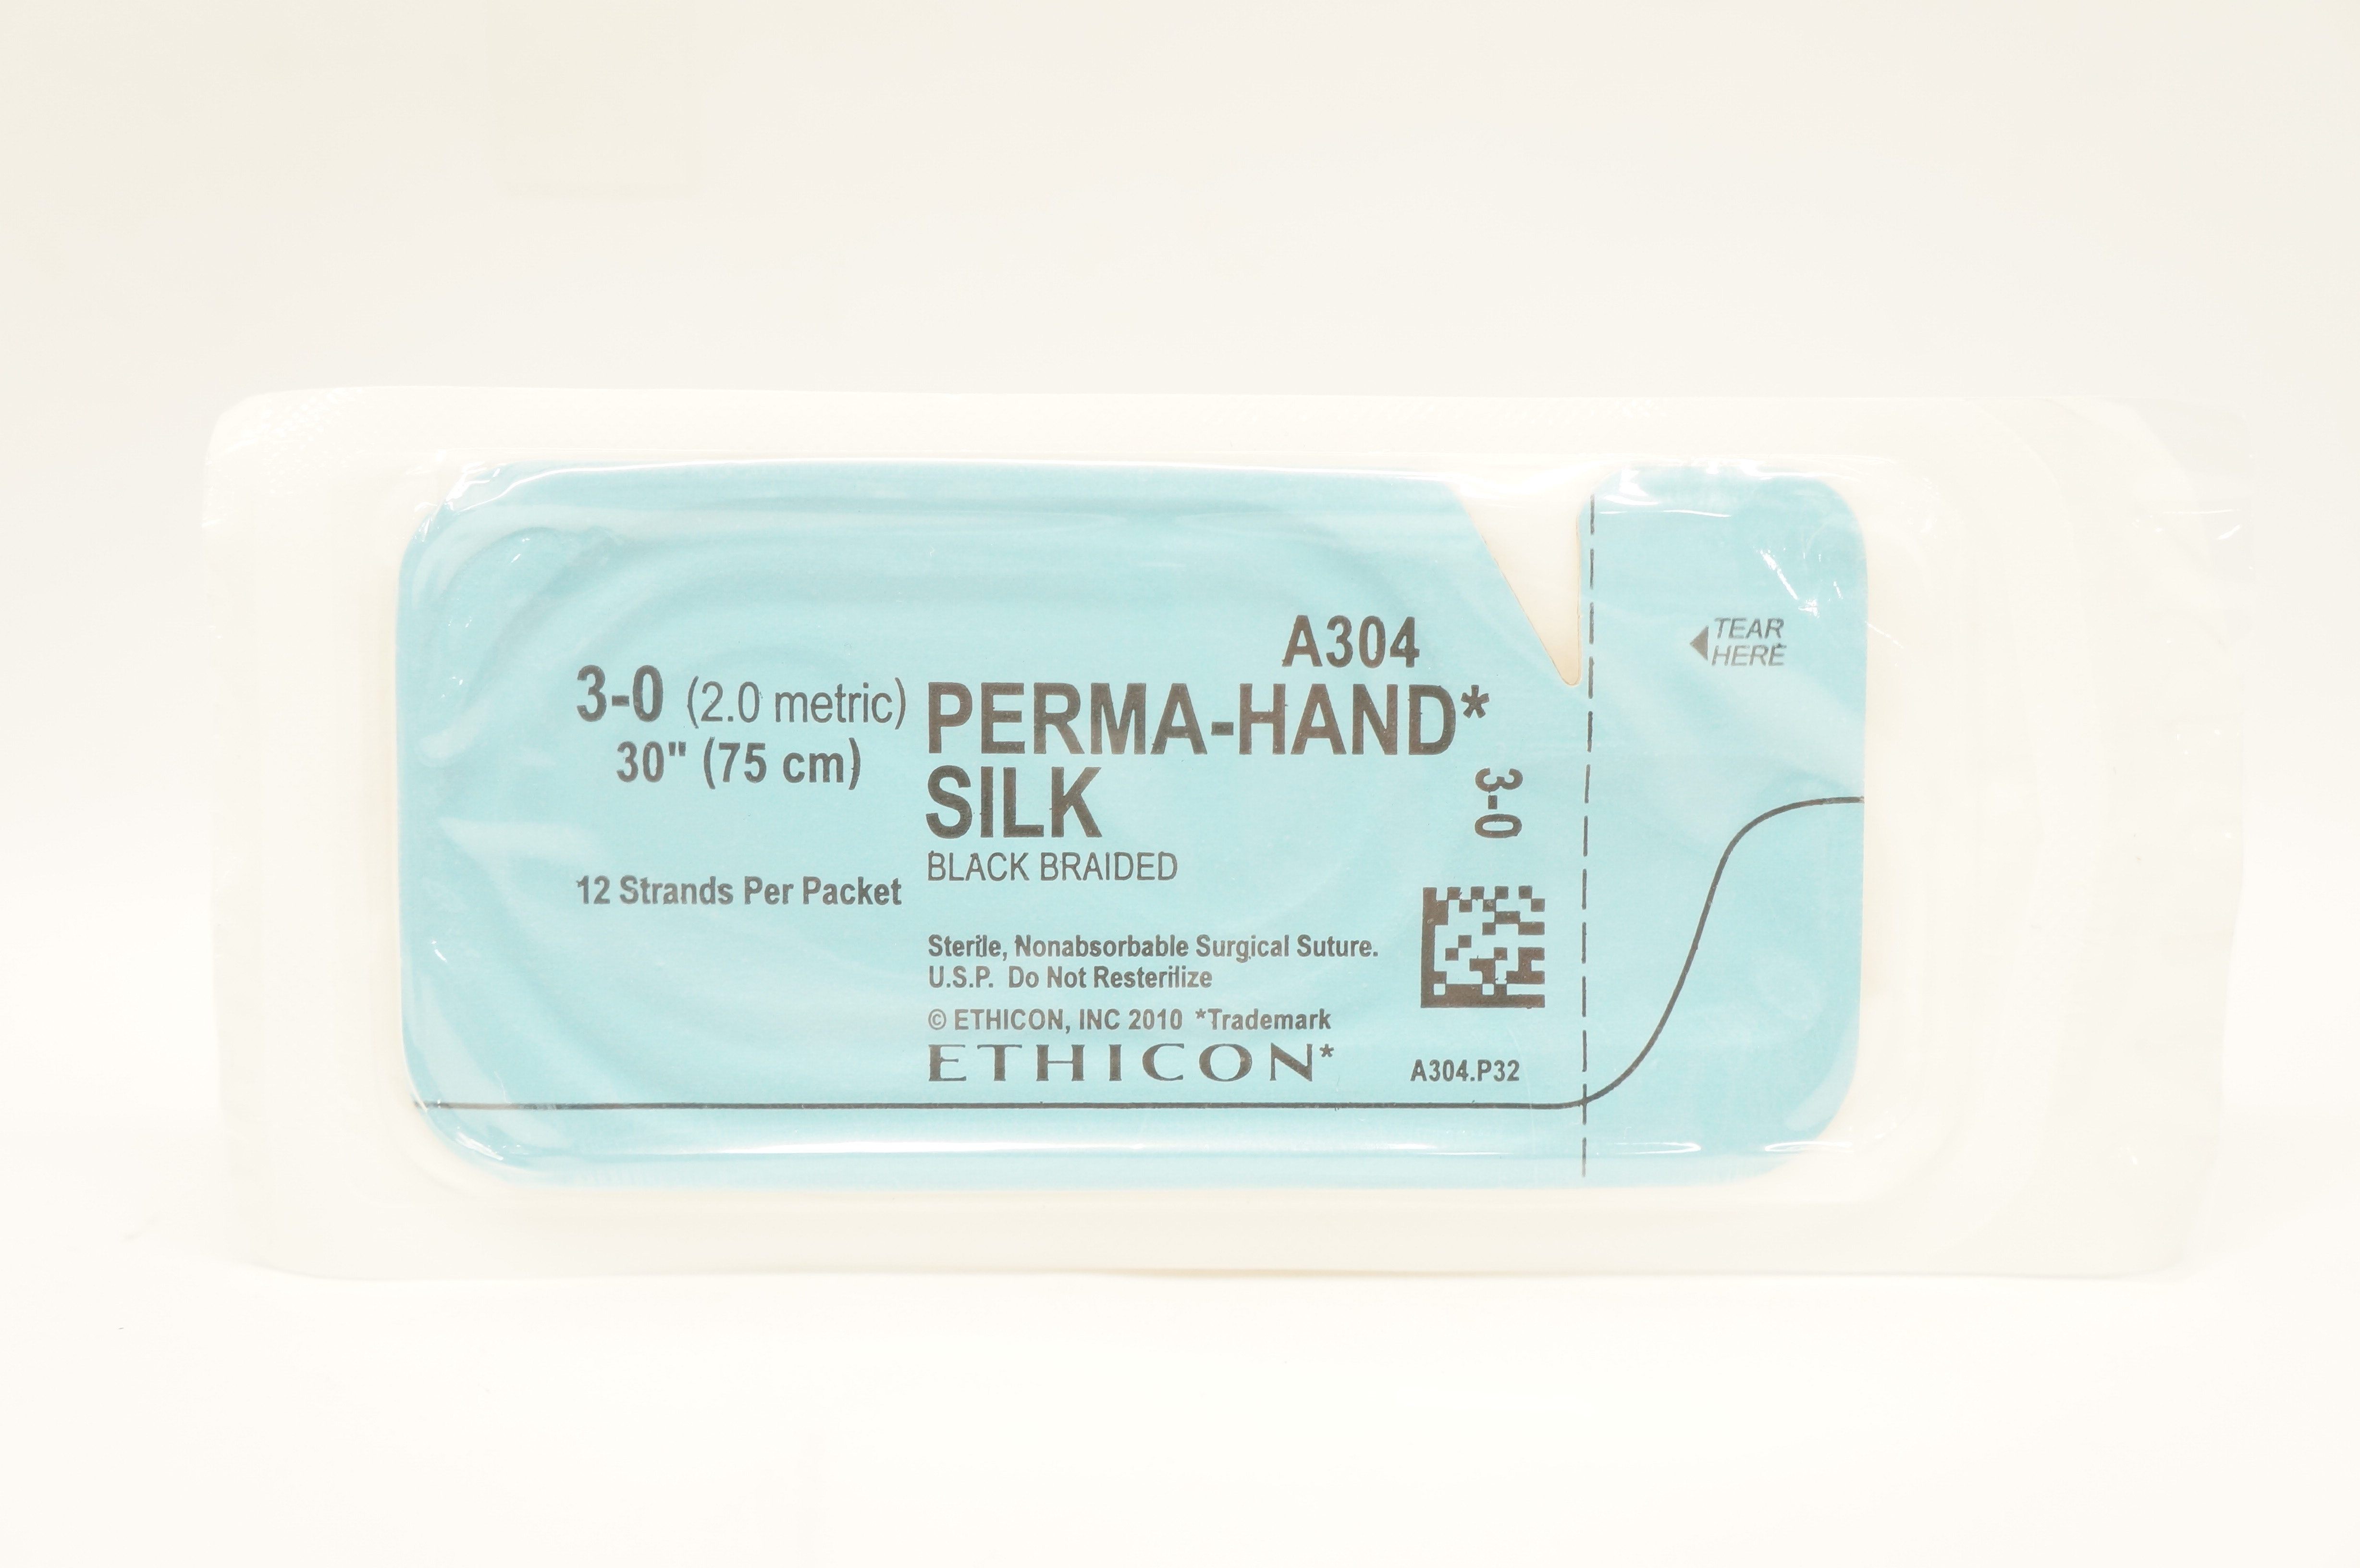 A304
3-0 (2.0 metric)
30" (75 cm)
12 Strands Per Packet
PERMA-HAND*
SILK
BLACK BRAIDED
Sterile, Nonabsorbable Surgical Suture.
U.S.P. Do Not Resterilize
© ETHICON, INC 2010 *Trademark
ETHICON*
3-0
A304.P32
TEAR
HERE